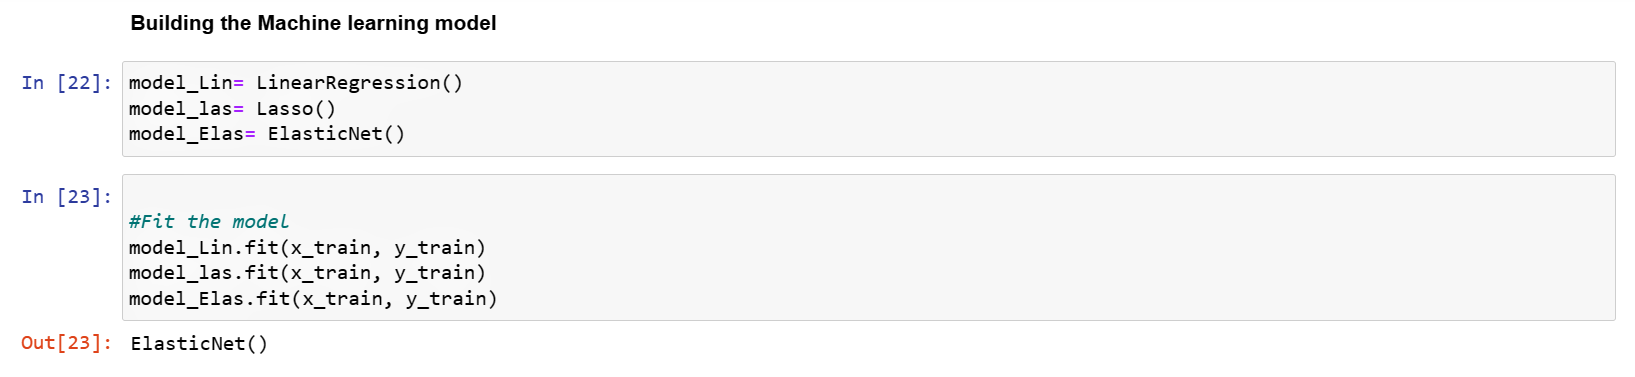 Building the Machine learning model
In [22]:
model_Lin= LinearRegression()
model_las= Lasso()
model_Elas= ElasticNet()
In [23]:
#Fit the model
model_Lin.fit(x_train, y_train)
model_las.fit(x_train, y_train)
model_Elas.fit(x_train, y_train)
Out[23]: ElasticNet()